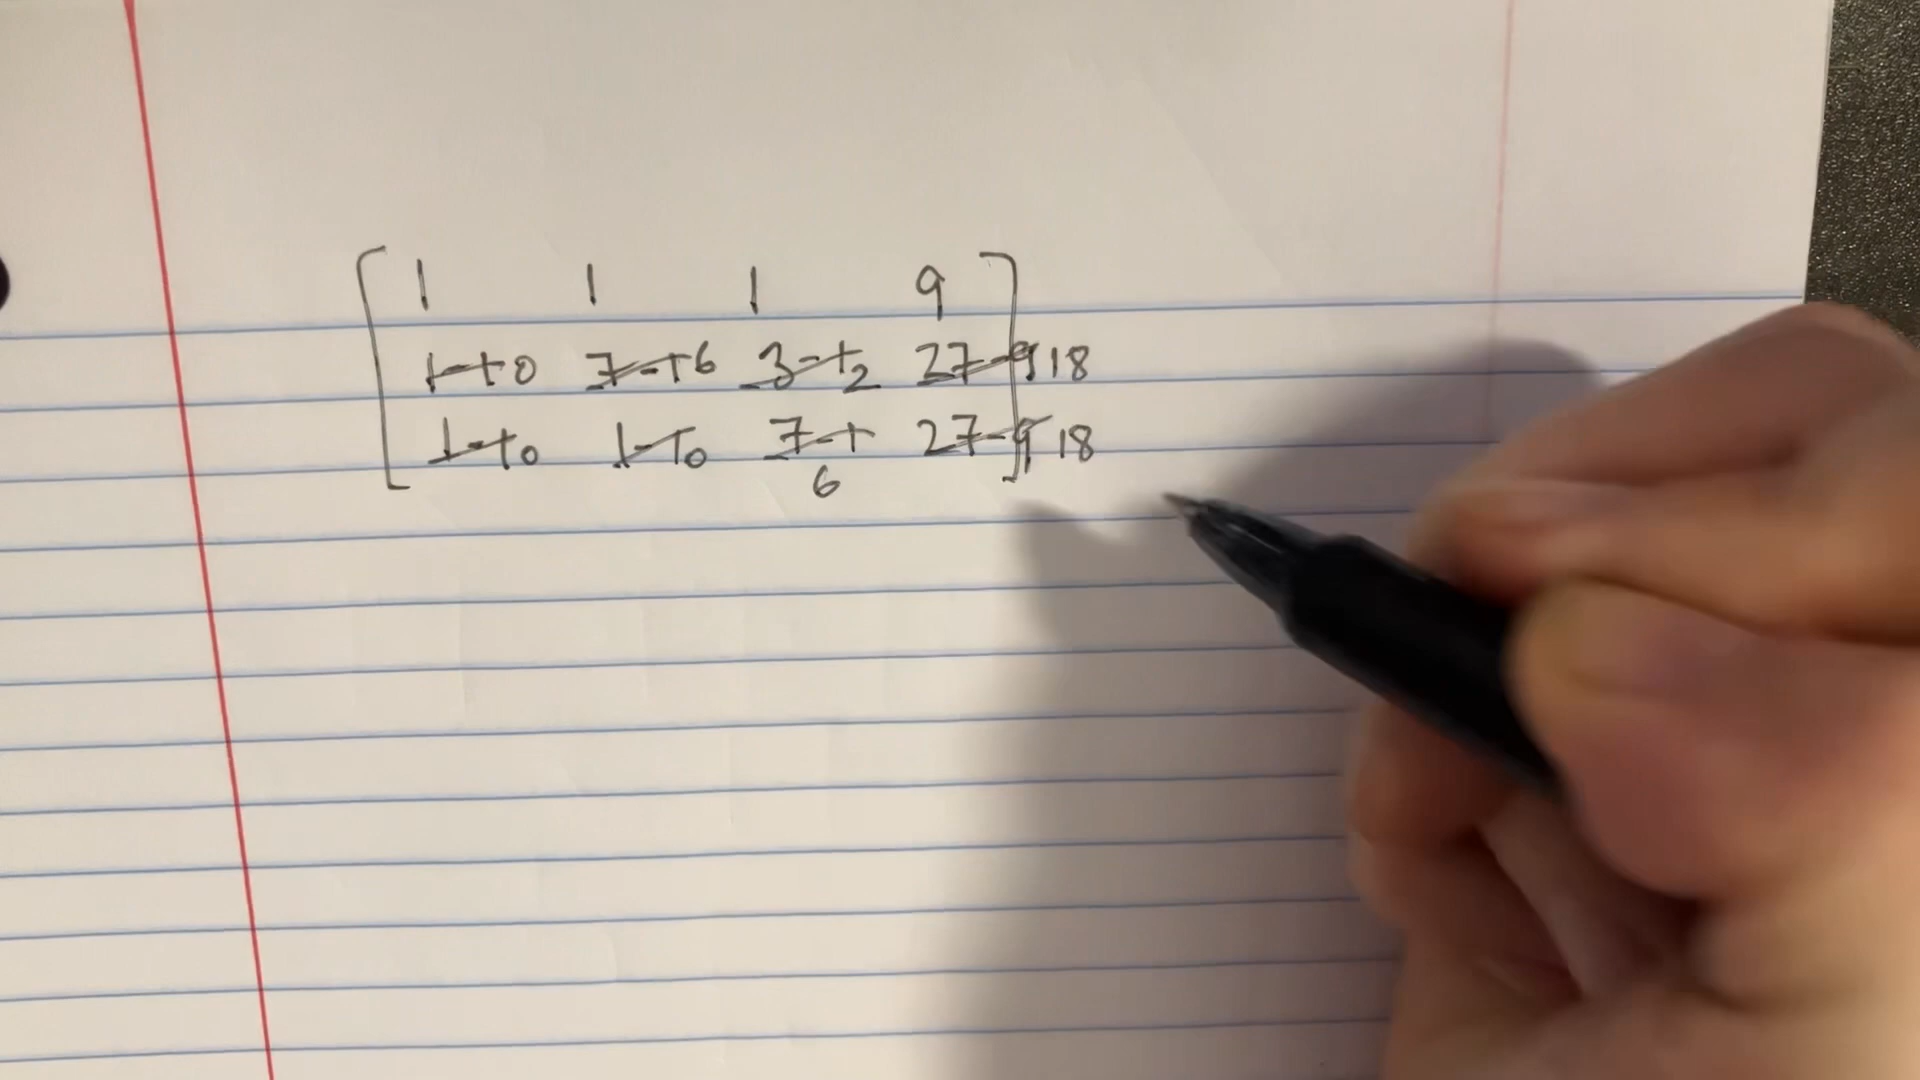 1 1 1 9
1-1 0 7-1 6 3-1 2 27-9 18
1-1 0 1-1 0 7-1 27-9 18
6